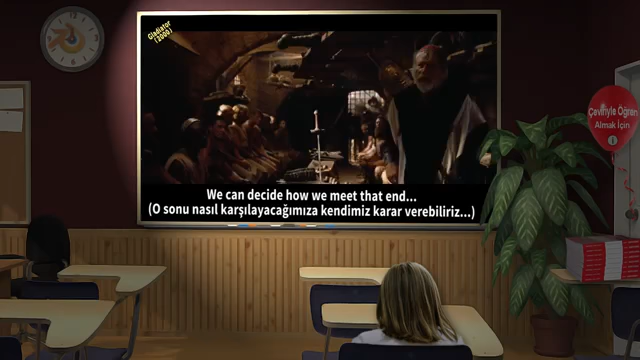 Gladiator
(2000)
We can decide how we meet that end...
(O sonu nasıl karşılayacağımıza kendimiz karar verebiliriz...)
Çeviriyle Öğren
Almak İçin
i